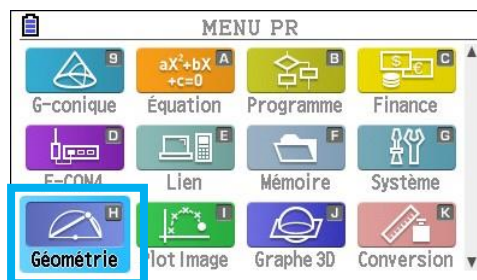 MENU PR
9 A B C
aX²+bX
+c=0
G-conique Équation Programme Finance
D E F G
E-CON4 Lien Mémoire Système
H I J K
Géométrie Plot Image Graphe 3D Conversion